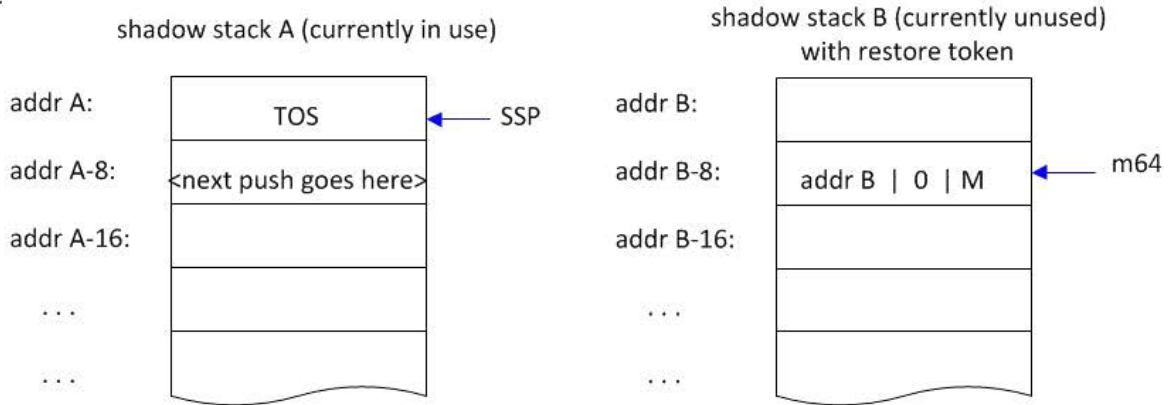 shadow stack A (currently in use)
addr A:
TOS
SSP
addr A-8:
<next push goes here>
addr A-16:
. . .
. . .
shadow stack B (currently unused)
with restore token
addr B:
addr B-8:
addr B | 0 | M
m64
addr B-16:
. . .
. . .